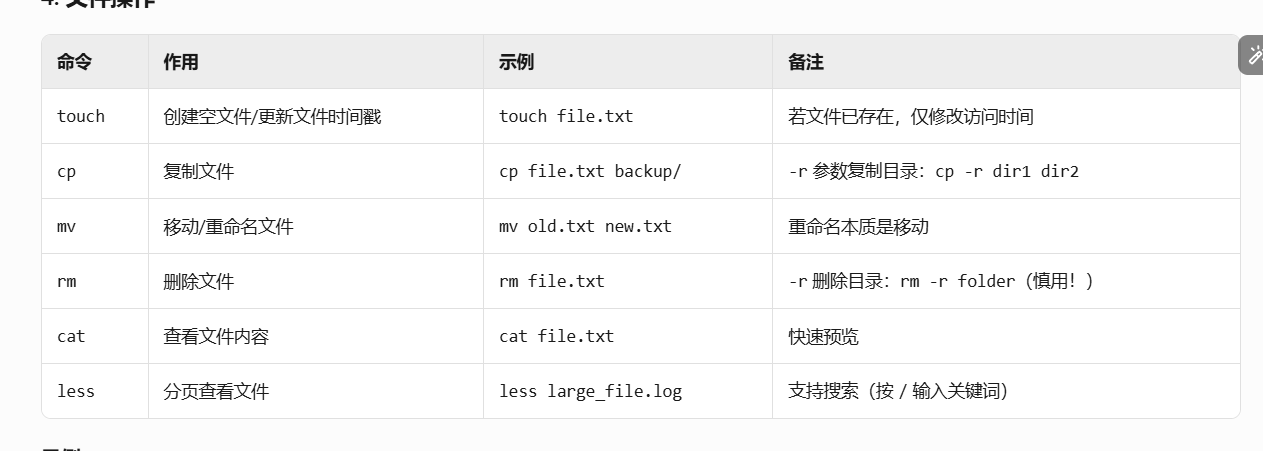 4. 文件操作
命令 作用 示例 备注
touch 创建空文件/更新文件时间戳 touch file.txt 若文件已存在，仅修改访问时间
cp 复制文件 cp file.txt backup/ -r 参数复制目录：cp -r dir1 dir2
mv 移动/重命名文件 mv old.txt new.txt 重命名本质是移动
rm 删除文件 rm file.txt -r 删除目录：rm -r folder（慎用！）
cat 查看文件内容 cat file.txt 快速预览
less 分页查看文件 less large_file.log 支持搜索（按 / 输入关键词）